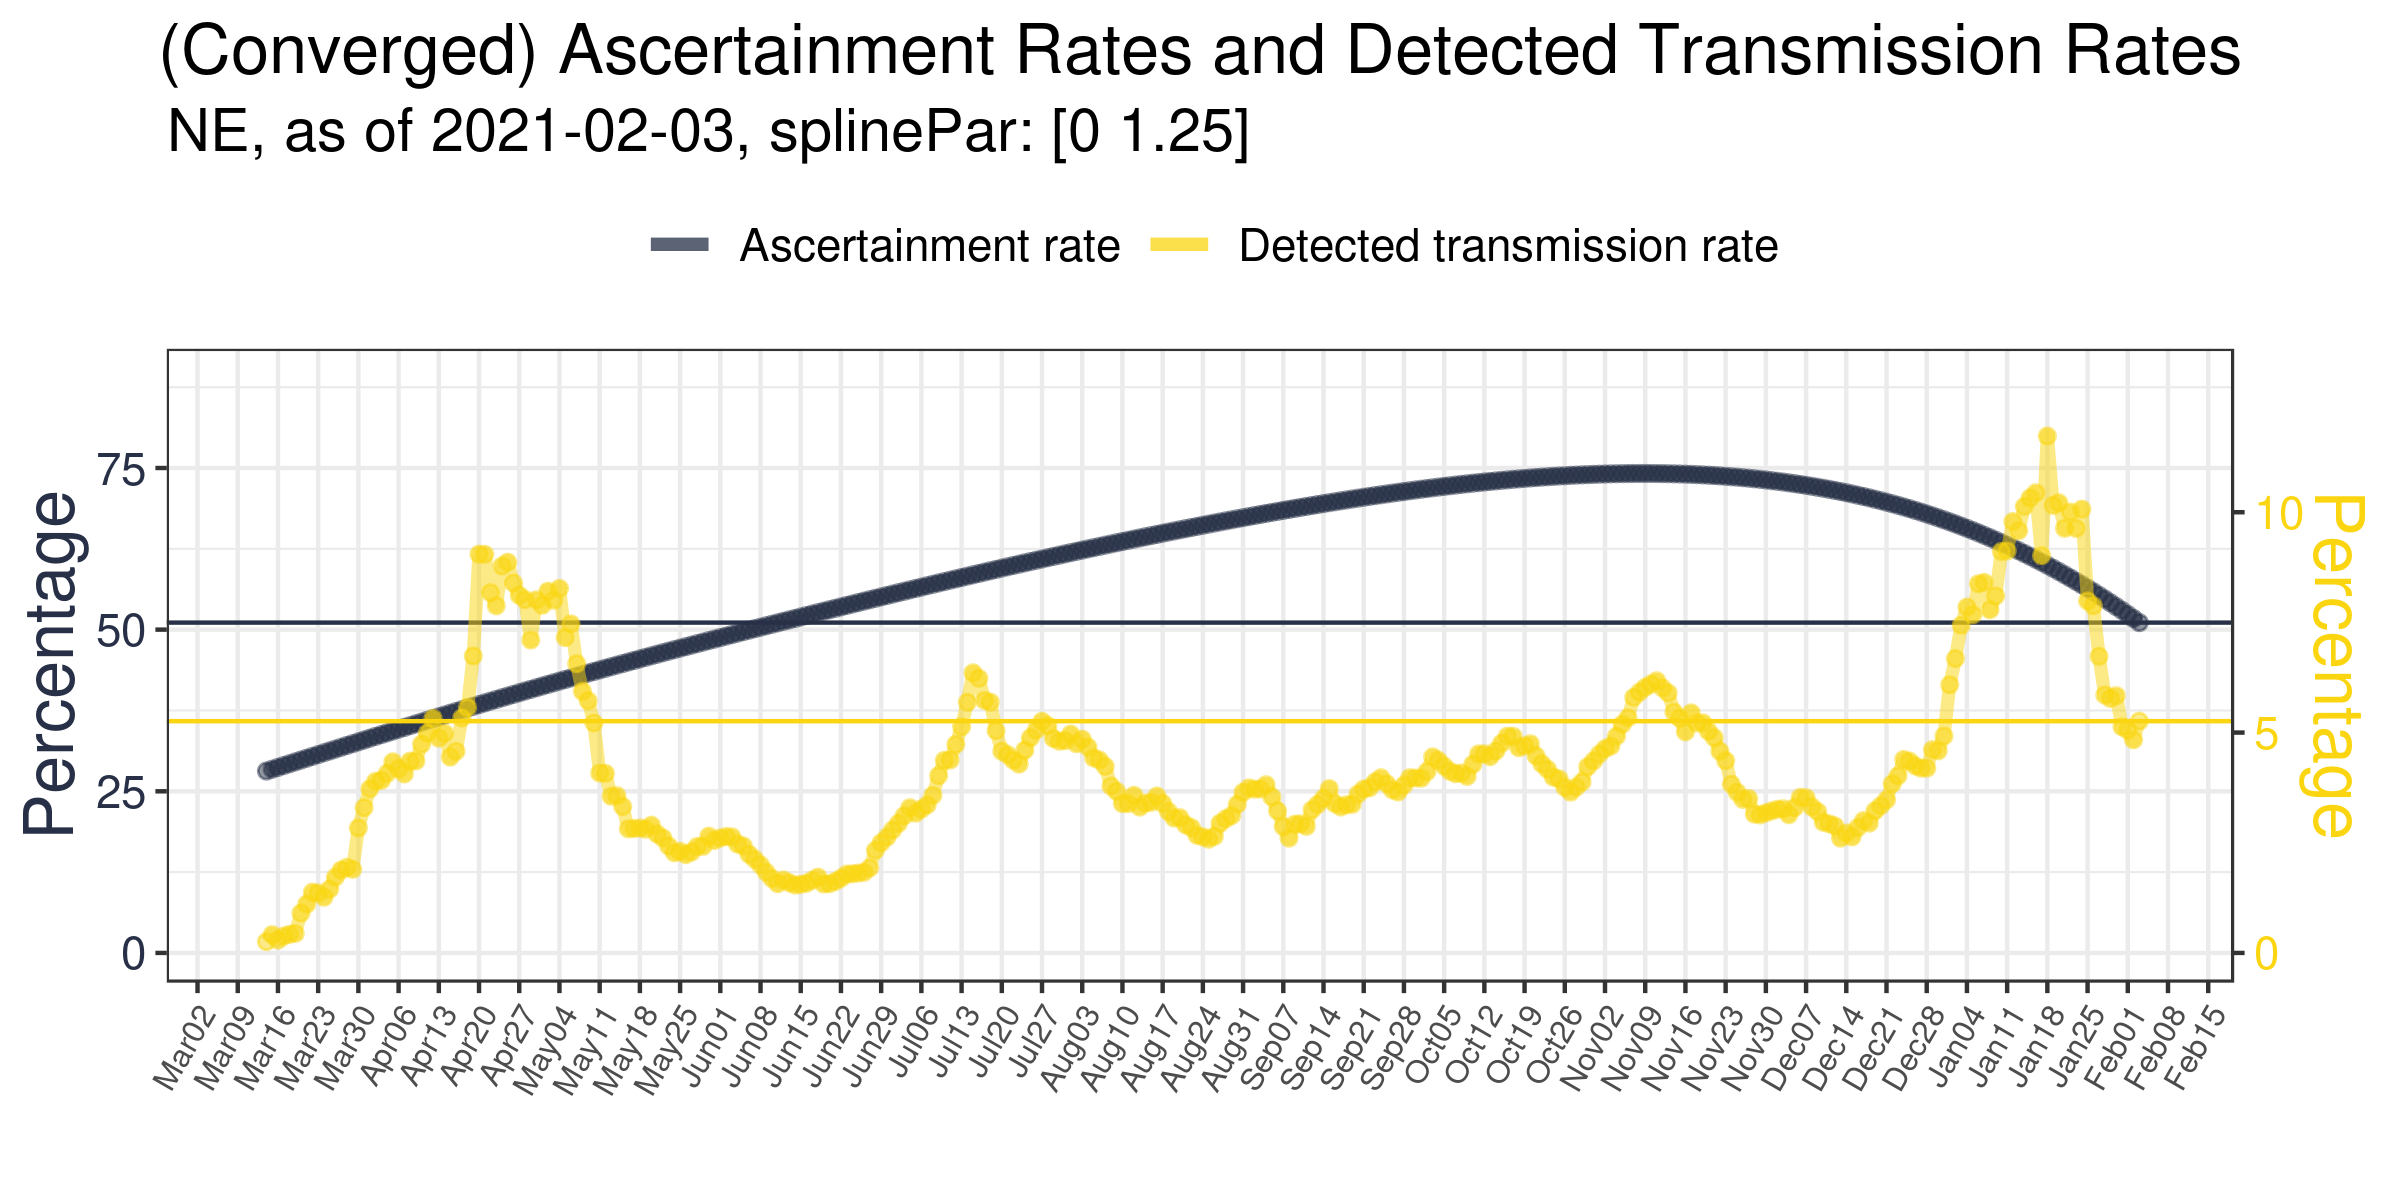 (Converged) Ascertainment Rates and Detected Transmission Rates
NE, as of 2021-02-03, splinePar: [0 1.25]
Ascertainment rate
Detected transmission rate
Percentage
75
50
25
0
10
5
0
Percentage
Mar02
Mar09
Mar16
Mar23
Mar30
Apr06
Apr13
Apr20
Apr27
May04
May11
May18
May25
Jun01
Jun08
Jun15
Jun22
Jun29
Jul06
Jul13
Jul20
Jul27
Aug03
Aug10
Aug17
Aug24
Aug31
Sep07
Sep14
Sep21
Sep28
Oct05
Oct12
Oct19
Oct26
Nov02
Nov09
Nov16
Nov23
Nov30
Dec07
Dec14
Dec21
Dec28
Jan04
Jan11
Jan18
Jan25
Feb01
Feb08
Feb15